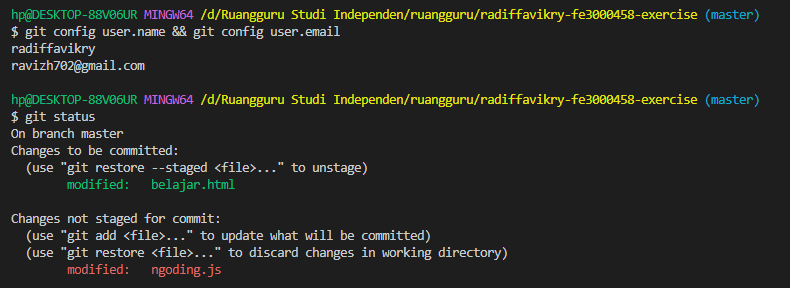 hp@DESKTOP-88V06UR MINGW64 /d/Ruangguru Studi Independen/ruangguru/radiffavikry-fe3000458-exercise (master)
$ git config user.name && git config user.email
radiffavikry
ravizh702@gmail.com
hp@DESKTOP-88V06UR MINGW64 /d/Ruangguru Studi Independen/ruangguru/radiffavikry-fe3000458-exercise (master)
$ git status
On branch master
Changes to be committed:
  (use "git restore --staged <file>..." to unstage)
        modified:   belajar.html
Changes not staged for commit:
  (use "git add <file>..." to update what will be committed)
  (use "git restore <file>..." to discard changes in working directory)
        modified:   ngoding.js